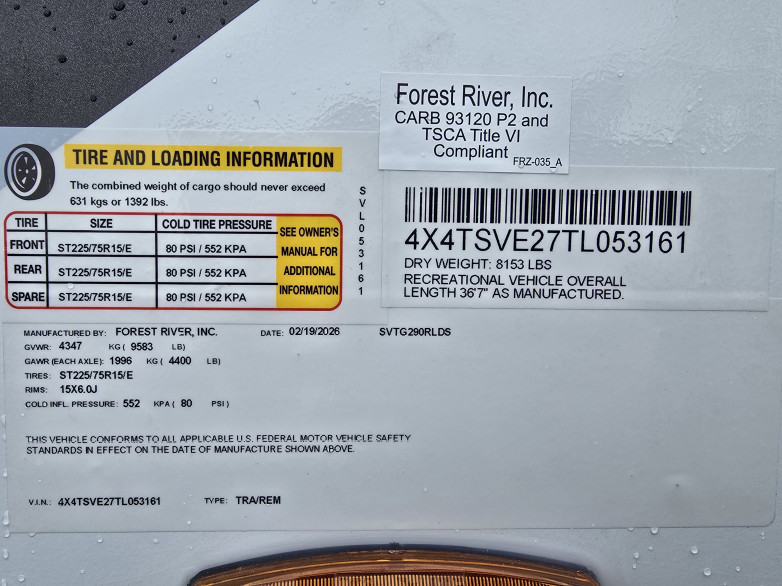 Forest River, Inc.
CARB 93120 P2 and
TSCA Title VI
Compliant FRZ-035_A
TIRE AND LOADING INFORMATION
The combined weight of cargo should never exceed
631 kgs or 1392 lbs.
TIRE SIZE COLD TIRE PRESSURE
FRONT ST225/75R15/E 80 PSI / 552 KPA
REAR ST225/75R15/E 80 PSI / 552 KPA
SPARE ST225/75R15/E 80 PSI / 552 KPA
SEE OWNER'S
MANUAL FOR
ADDITIONAL
INFORMATION
SVL053161
4X4TSVE27TL053161
DRY WEIGHT: 8153 LBS
RECREATIONAL VEHICLE OVERALL
LENGTH 36'7" AS MANUFACTURED.
MANUFACTURED BY: FOREST RIVER, INC. DATE: 02/19/2026 SVTG290RLDS
GVWR: 4347 KG ( 9583 LB)
GAWR (EACH AXLE): 1996 KG ( 4400 LB)
TIRES: ST225/75R15/E
RIMS: 15X6.0J
COLD INFL. PRESSURE: 552 KPA ( 80 PSI )
THIS VEHICLE CONFORMS TO ALL APPLICABLE U.S. FEDERAL MOTOR VEHICLE SAFETY
STANDARDS IN EFFECT ON THE DATE OF MANUFACTURE SHOWN ABOVE.
V.I.N.: 4X4TSVE27TL053161 TYPE: TRA/REM